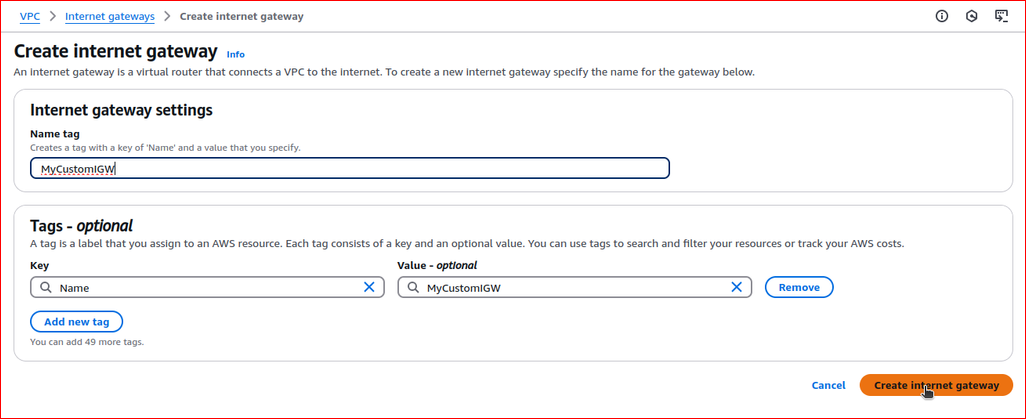 VPC > Internet gateways > Create internet gateway
Create internet gateway Info
An internet gateway is a virtual router that connects a VPC to the internet. To create a new internet gateway specify the name for the gateway below.
Internet gateway settings
Name tag
Creates a tag with a key of 'Name' and a value that you specify.
MyCustomIGW
Tags - optional
A tag is a label that you assign to an AWS resource. Each tag consists of a key and an optional value. You can use tags to search and filter your resources or track your AWS costs.
Key Value - optional
Name MyCustomIGW Remove
Add new tag
You can add 49 more tags.
Cancel Create internet gateway